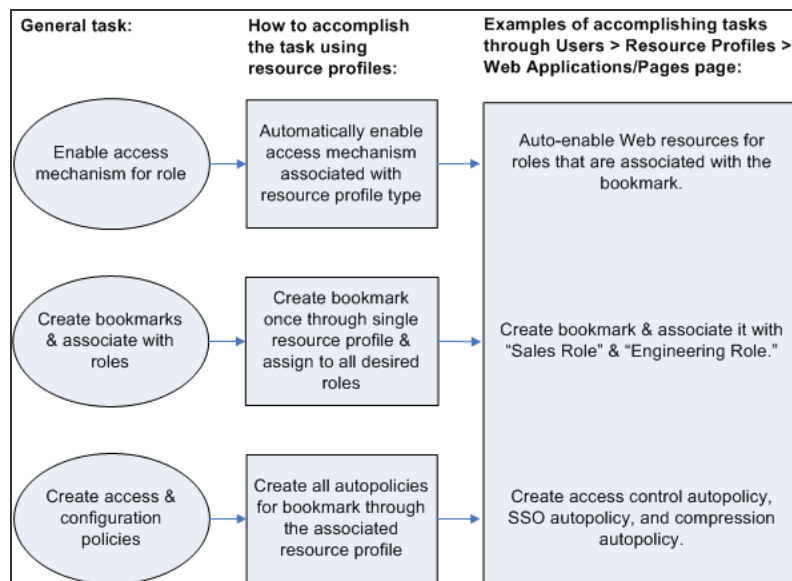 General task:
How to accomplish
the task using
resource profiles:
Examples of accomplishing tasks
through Users > Resource Profiles >
Web Applications/Pages page:
Enable access
mechanism for role
Automatically enable
access mechanism
associated with
resource profile type
Auto-enable Web resources for
roles that are associated with the
bookmark.
Create bookmarks
& associate with
roles
Create bookmark
once through single
resource profile &
assign to all desired
roles
Create bookmark & associate it with
“Sales Role” & “Engineering Role.”
Create access &
configuration
policies
Create all autopolicies
for bookmark through
the associated
resource profile
Create access control autopolicy,
SSO autopolicy, and compression
autopolicy.